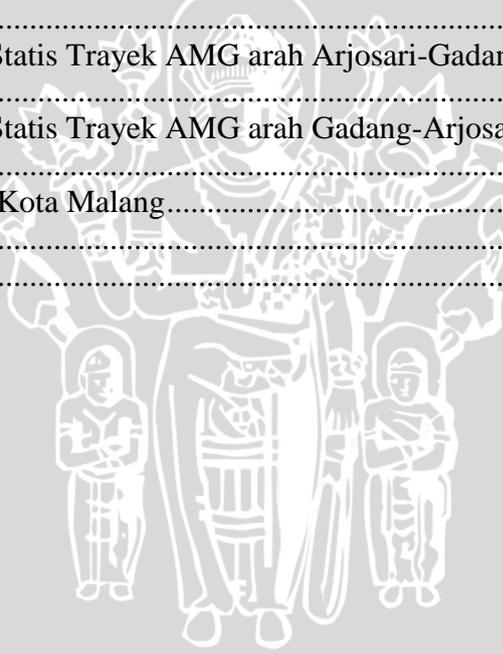 ..........................................................
Statis Trayek AMG arah Arjosari-Gadan
..........................................................
Statis Trayek AMG arah Gadang-Arjosa
..........................................................
Kota Malang........................................
..........................................................
..........................................................